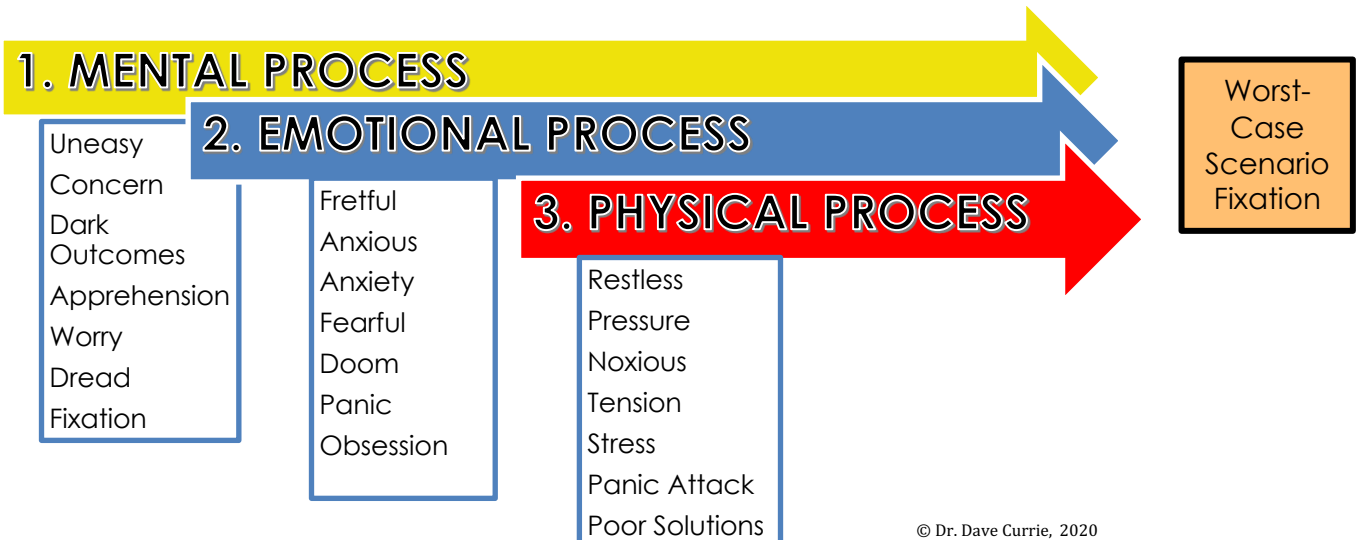 1. MENTAL PROCESS
Uneasy
Concern
Dark
Outcomes
Apprehension
Worry
Dread
Fixation
2. EMOTIONAL PROCESS
Fretful
Anxious
Anxiety
Fearful
Doom
Panic
Obsession
3. PHYSICAL PROCESS
Restless
Pressure
Noxious
Tension
Stress
Panic Attack
Poor Solutions
Worst-
Case
Scenario
Fixation
© Dr. Dave Currie, 2020